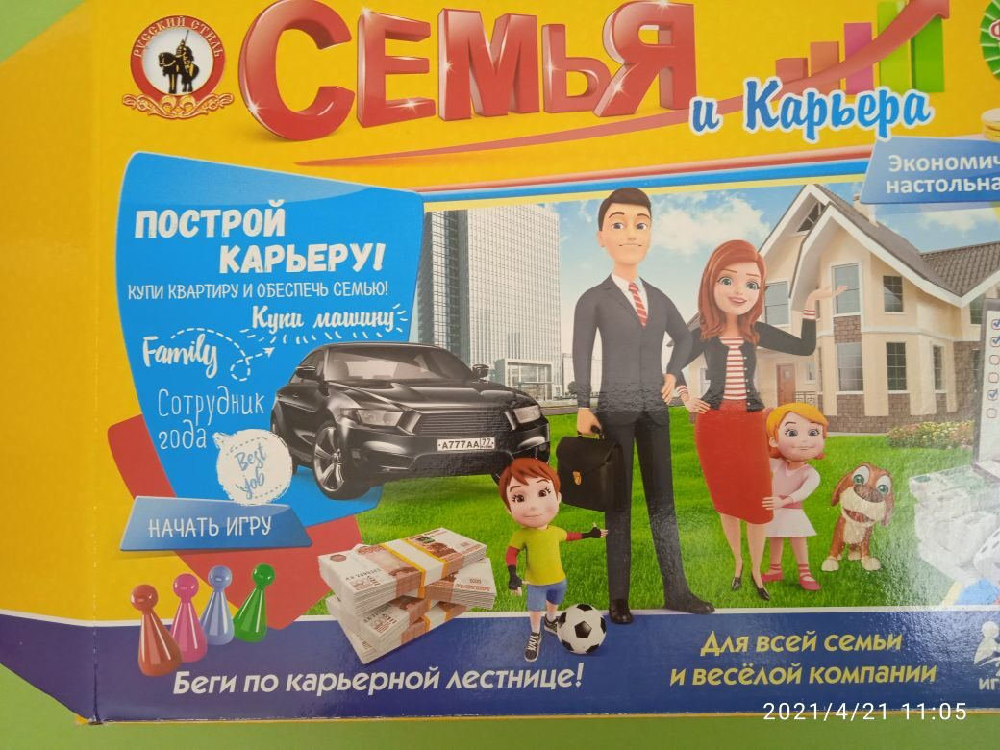 РУССКИЙ СТИЛЬ
СЕМЬЯ
и Карьера
Экономич
настольна
ПОСТРОЙ
КАРЬЕРУ!
КУПИ КВАРТИРУ И ОБЕСПЕЧЬ СЕМЬЮ!
Купи машину
Family
Сотрудник
года
Best
job
А777АА 77
НАЧАТЬ ИГРУ
Беги по карьерной лестнице!
Для всей семьи
и весёлой компании
ИГ
2021/4/21 11:05